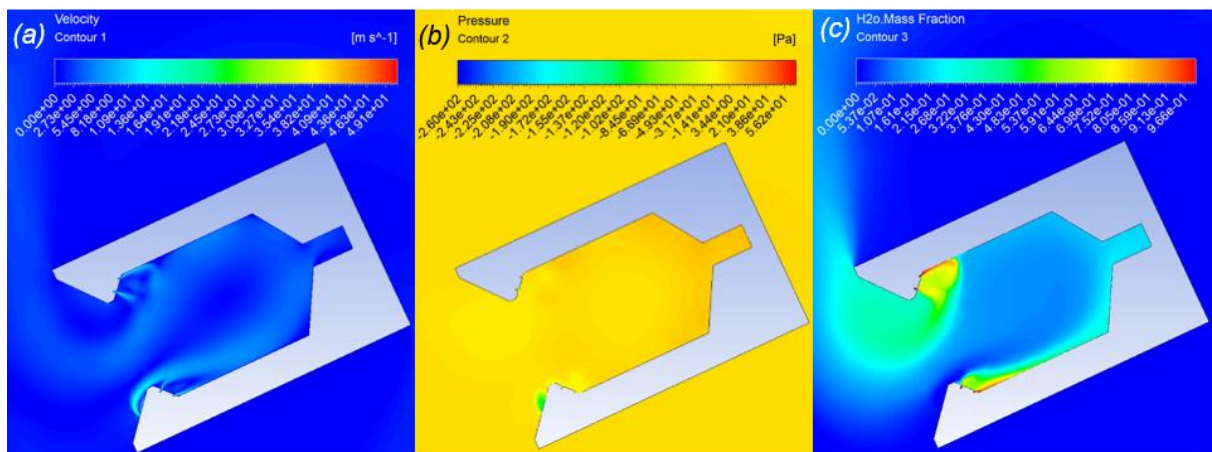 (a)
Velocity
Contour 1
[m s^-1]
0.00e+00
2.73e+00
5.45e+00
8.18e+00
1.09e+01
1.36e+01
1.64e+01
1.91e+01
2.18e+01
2.45e+01
2.73e+01
3.00e+01
3.27e+01
3.54e+01
3.82e+01
4.09e+01
4.36e+01
4.63e+01
4.91e+01
(b)
Pressure
Contour 2
[Pa]
-2.60e+02
-2.43e+02
-2.25e+02
-2.08e+02
-1.90e+02
-1.72e+02
-1.55e+02
-1.37e+02
-1.20e+02
-1.02e+02
-8.45e+01
-6.69e+01
-4.93e+01
-3.17e+01
-1.41e+01
3.44e+00
2.10e+01
3.86e+01
5.62e+01
(c)
H2o.Mass Fraction
Contour 3
0.00e+00
5.37e-02
1.07e-01
1.61e-01
2.15e-01
2.68e-01
3.22e-01
3.76e-01
4.30e-01
4.83e-01
5.37e-01
5.91e-01
6.44e-01
6.98e-01
7.52e-01
8.05e-01
8.59e-01
9.13e-01
9.66e-01